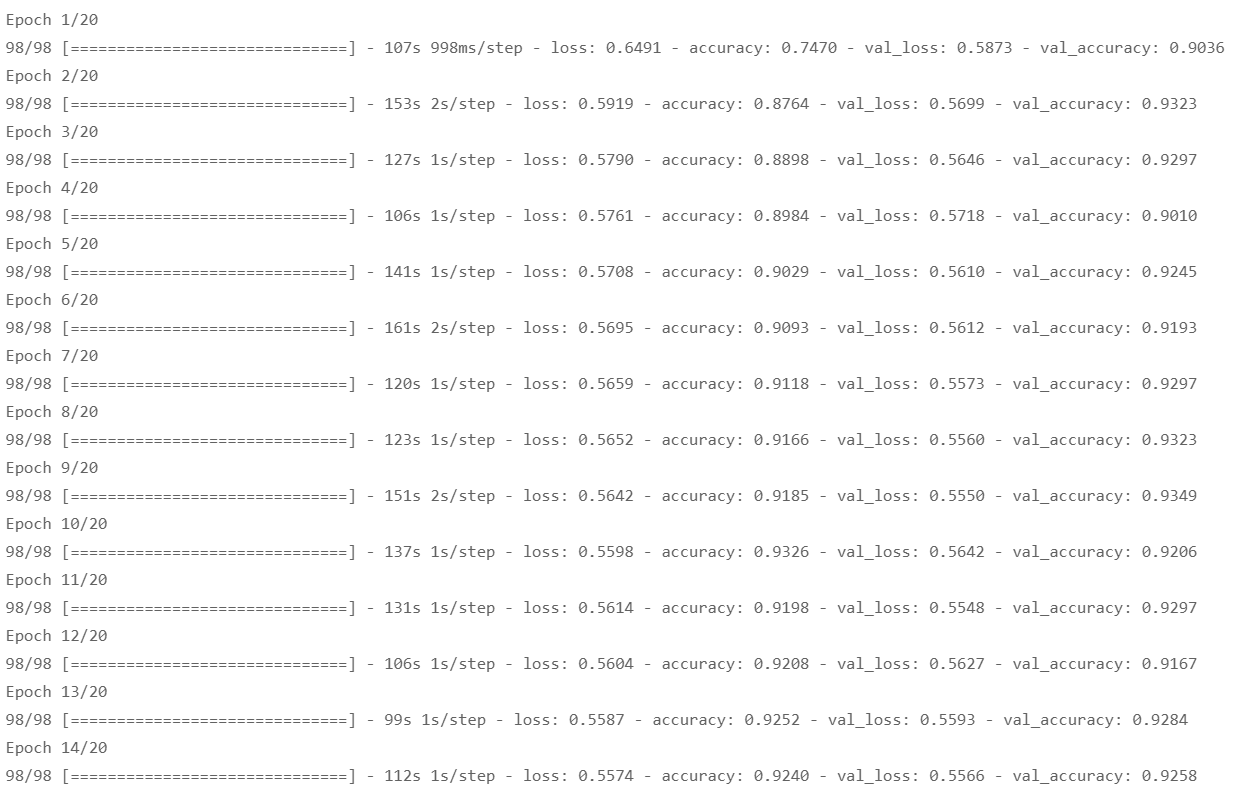 Epoch 1/20
98/98 [==============================] - 107s 998ms/step - loss: 0.6491 - accuracy: 0.7470 - val_loss: 0.5873 - val_accuracy: 0.9036
Epoch 2/20
98/98 [==============================] - 153s 2s/step - loss: 0.5919 - accuracy: 0.8764 - val_loss: 0.5699 - val_accuracy: 0.9323
Epoch 3/20
98/98 [==============================] - 127s 1s/step - loss: 0.5790 - accuracy: 0.8898 - val_loss: 0.5646 - val_accuracy: 0.9297
Epoch 4/20
98/98 [==============================] - 106s 1s/step - loss: 0.5761 - accuracy: 0.8984 - val_loss: 0.5718 - val_accuracy: 0.9010
Epoch 5/20
98/98 [==============================] - 141s 1s/step - loss: 0.5708 - accuracy: 0.9029 - val_loss: 0.5610 - val_accuracy: 0.9245
Epoch 6/20
98/98 [==============================] - 161s 2s/step - loss: 0.5695 - accuracy: 0.9093 - val_loss: 0.5612 - val_accuracy: 0.9193
Epoch 7/20
98/98 [==============================] - 120s 1s/step - loss: 0.5659 - accuracy: 0.9118 - val_loss: 0.5573 - val_accuracy: 0.9297
Epoch 8/20
98/98 [==============================] - 123s 1s/step - loss: 0.5652 - accuracy: 0.9166 - val_loss: 0.5560 - val_accuracy: 0.9323
Epoch 9/20
98/98 [==============================] - 151s 2s/step - loss: 0.5642 - accuracy: 0.9185 - val_loss: 0.5550 - val_accuracy: 0.9349
Epoch 10/20
98/98 [==============================] - 137s 1s/step - loss: 0.5598 - accuracy: 0.9326 - val_loss: 0.5642 - val_accuracy: 0.9206
Epoch 11/20
98/98 [==============================] - 131s 1s/step - loss: 0.5614 - accuracy: 0.9198 - val_loss: 0.5548 - val_accuracy: 0.9297
Epoch 12/20
98/98 [==============================] - 106s 1s/step - loss: 0.5604 - accuracy: 0.9208 - val_loss: 0.5627 - val_accuracy: 0.9167
Epoch 13/20
98/98 [==============================] - 99s 1s/step - loss: 0.5587 - accuracy: 0.9252 - val_loss: 0.5593 - val_accuracy: 0.9284
Epoch 14/20
98/98 [==============================] - 112s 1s/step - loss: 0.5574 - accuracy: 0.9240 - val_loss: 0.5566 - val_accuracy: 0.9258